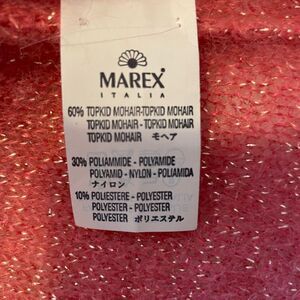 MAREX
ITALIA
60% TOPKID MOHAIR-TOPKID MOHAIR
TOPKID MOHAIR - TOPKID MOHAIR
TOPKID MOHAIR モヘア
30% POLIAMMIDE - POLYAMIDE
POLYAMID - NYLON - POLIAMIDA
ナイロン
10% POLIESTERE - POLYESTER
POLYESTER - POLYESTER
POLYESTER ポリエステル